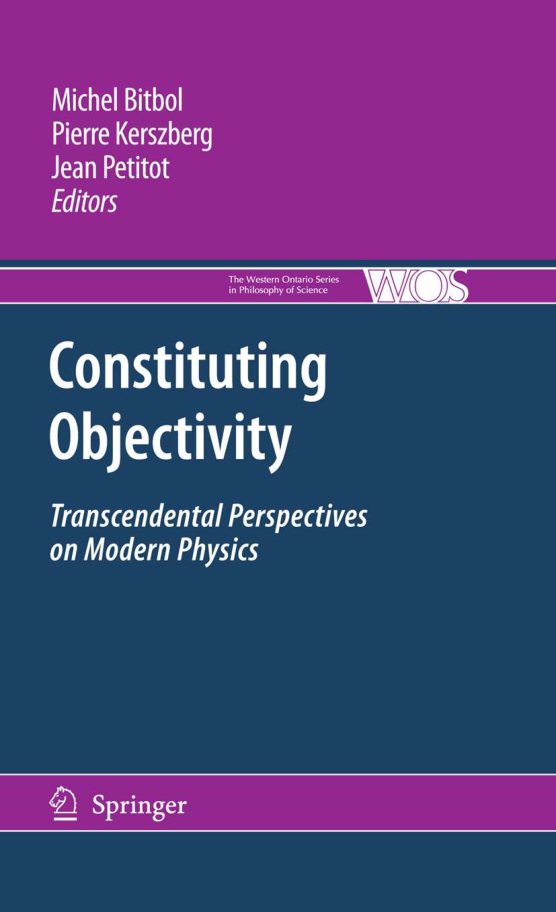 Michel Bitbol
Pierre Kerszberg
Jean Petitot
Editors
The Western Ontario Series
in Philosophy of Science
WOS
Constituting
Objectivity
Transcendental Perspectives
on Modern Physics
Springer